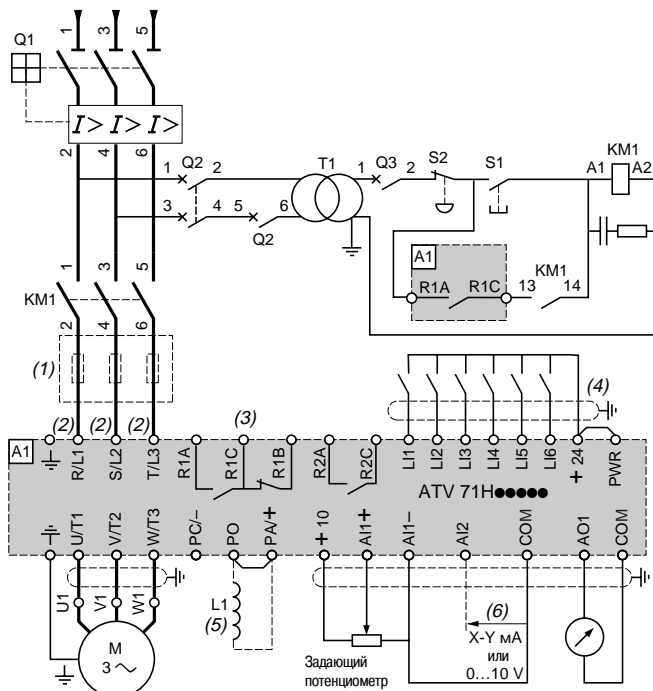 1 3 5
Q1
I> I> I>
2 4 6
1 Q2 2
T1
1 Q3 2
S2
S1
KM1
A1 A2
3 4 5 6
Q2
A1
R1A R1C
13 KM1 14
1 3 5
KM1
2 4 6
(1)
(2) (2) (2)
(3)
(4)
A1
R/L1 S/L2 T/L3 R1A R1C R1B R2A R2C LI1 LI2 LI3 LI4 LI5 LI6 +24 PWR
ATV 71H●●●●●
U/T1 V/T2 W/T3 PC/– PO PA/+ +10 AI1+ AI1– AI2 COM AO1 COM
U1 V1 W1
L1
(5)
(6)
X-Y мА
или
0...10 V
M
3 ~
Задающий
потенциометр